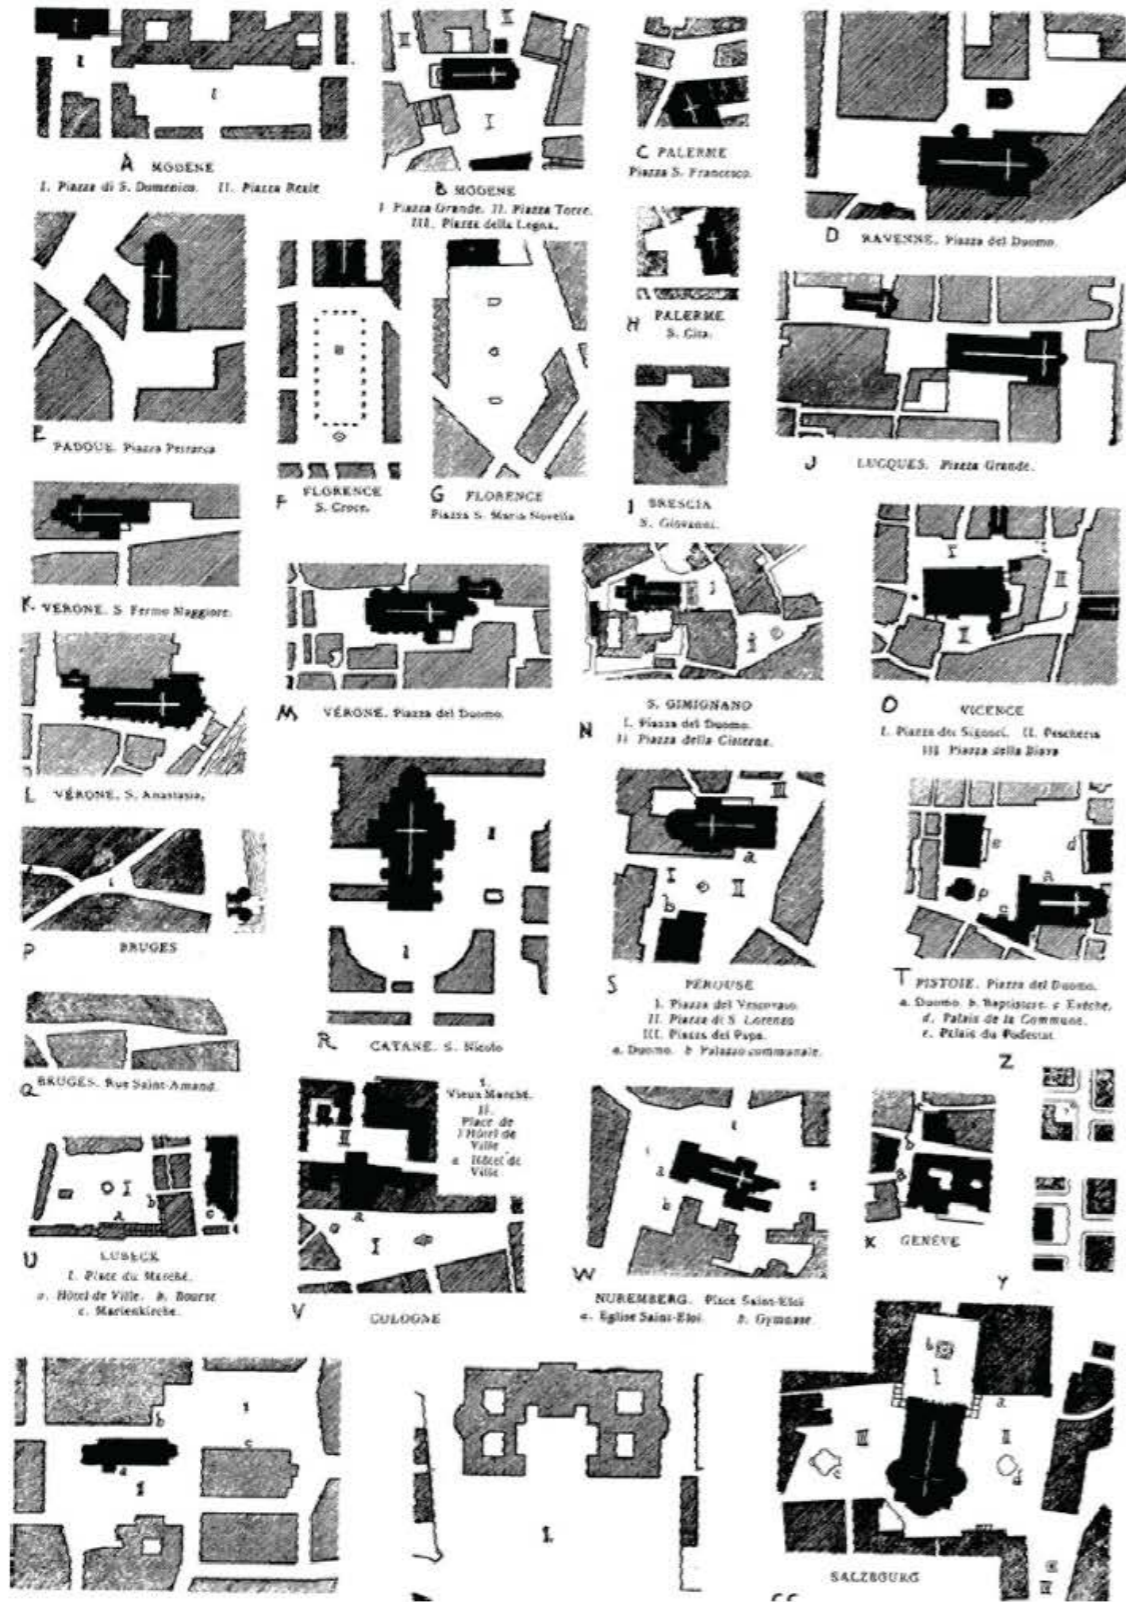 A MODÈNE
I. Piazza di S. Domenico. II. Piazza Reale
B MODÈNE
I Piazza Grande. II. Piazza Torre.
III. Piazza della Legna.
C PALERME
Piazza S. Francesco.
D RAVENNE. Piazza del Duomo.
E PADOUE. Piazza Petrarca
F FLORENCE
S. Croce.
G FLORENCE
Piazza S. Maria Novella
H PALERME
S. Cita.
I BRESCIA
S. Giovanni.
J LUCQUES. Piazza Grande.
K VÉRONE. S. Fermo Maggiore.
L VÉRONE. S. Anastasia.
M VÉRONE. Piazza del Duomo.
N S. GIMIGNANO
I. Piazza del Duomo.
II Piazza della Cisterne.
O VICENCE
I. Piazza dei Signori. II. Pescheria
III Piazza della Biava
P BRUGES
Q BRUGES. Rue Saint-Amand.
R CATANE. S. Nicolo
S PÉROUSE
I. Piazza del Vescovato.
II. Piazza di S. Lorenzo
III. Piazza del Papa.
a. Duomo. b Palazzo communale.
T PISTOIE. Piazza del Duomo.
a. Duomo. b. Baptistère. c Evêché.
d. Palais de la Commune.
e. Palais du Podestat.
U LUBECK
I. Place du Marché.
a. Hôtel de Ville. b. Bourse
c. Marienkirche.
V COLOGNE
I.
Vieux Marché.
II.
Place de
l'Hôtel de
Ville
a Hôtel de
Ville
W NUREMBERG. Place Saint-Eloi
a. Eglise Saint-Eloi. b. Gymnase.
X GENÈVE
Y
Z
SALZBOURG